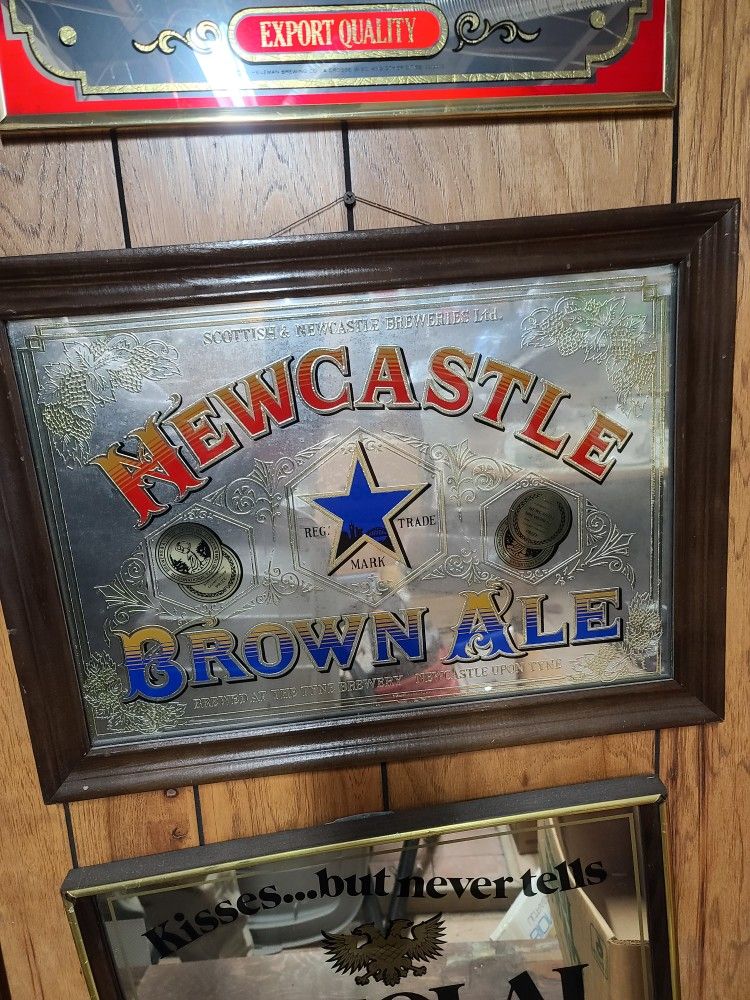 EXPORT QUALITY
SCOTTISH & NEWCASTLE BREWERIES Ltd.
NEWCASTLE
REG: TRADE
MARK
BROWN ALE
BREWED AT THE TYNE BREWERY NEWCASTLE UPON TYNE
Kisses...but never tells